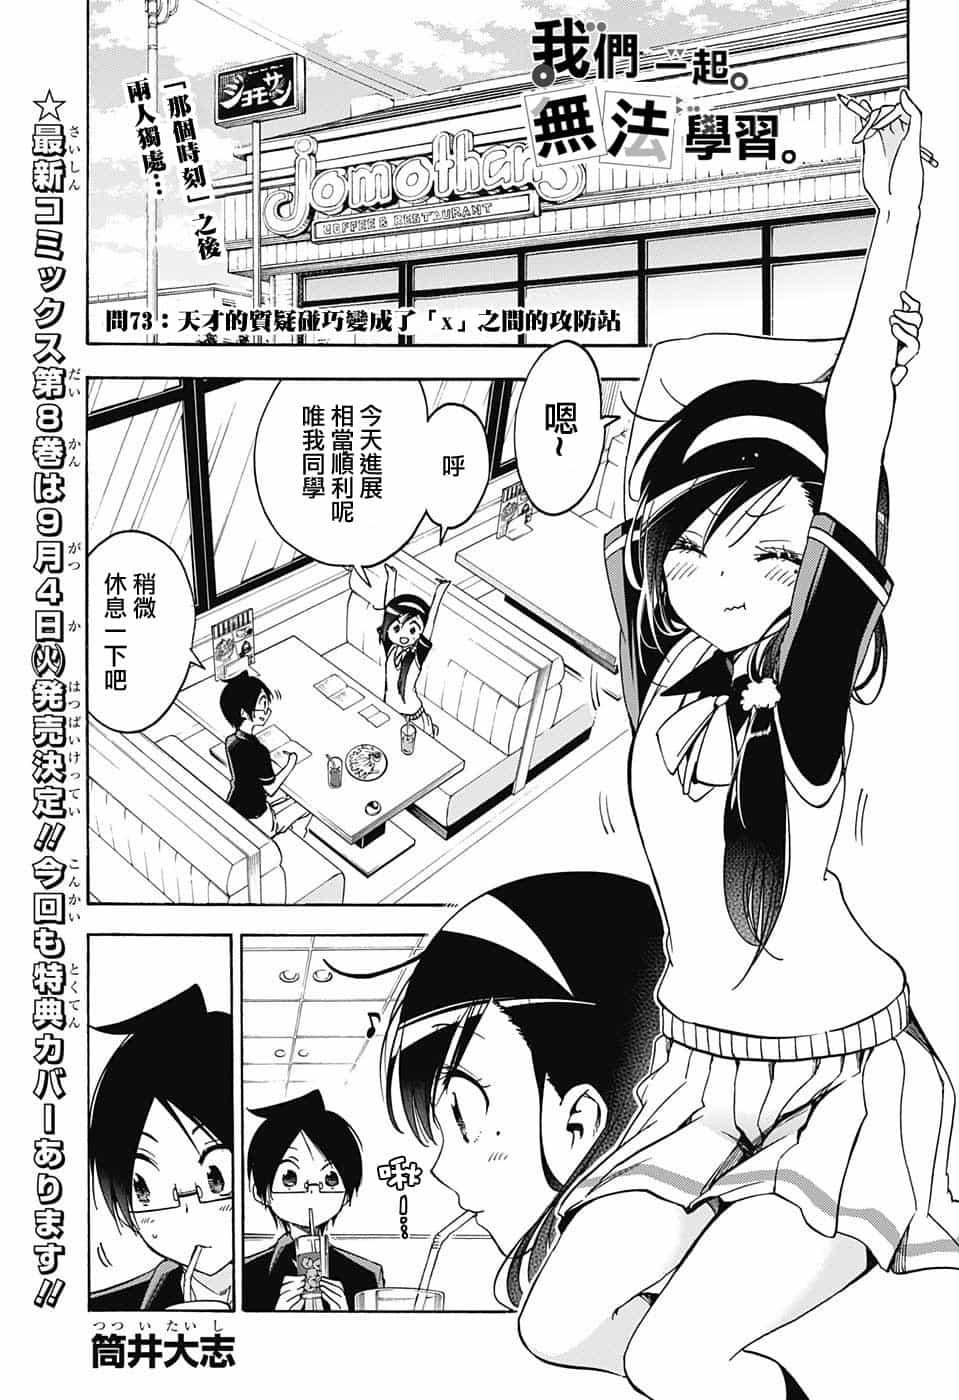 我們一起。
無法學習。
「那個時刻」之後
兩人獨處…
ジョモサン
Jomothan's
COFFEE & RESTAURANT
問73：天才的質疑碰巧變成了「x」之間的攻防站
嗯~
呼
今天進展
相當順利呢
唯我同學
稍微
休息一下吧
啾
！…
♪
☆最新コミックス第8巻は9月4日㊋発売決定!!今回も特典カバーあります!!
さいしん だい かん がつ か はつばいけってい こんかい とくてん
つつ い たい し
筒井大志